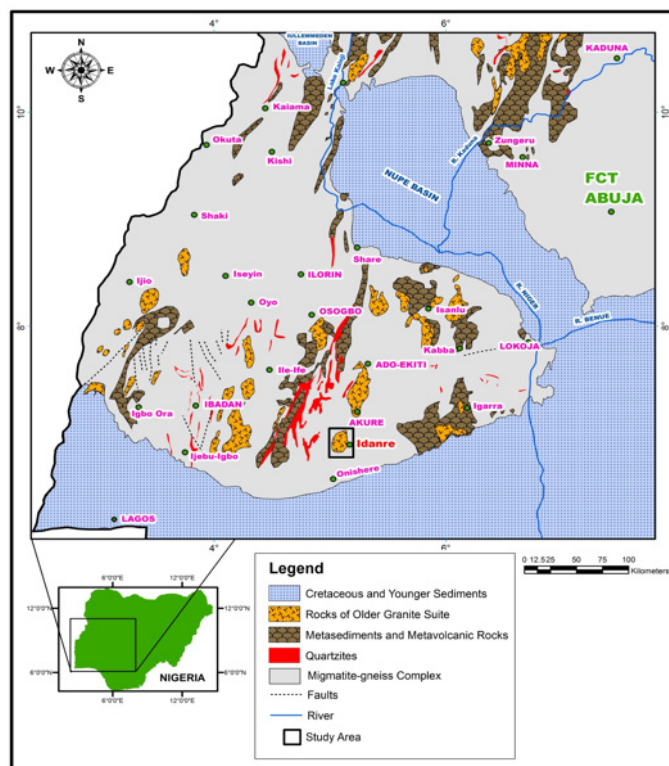 4°
6°
N
W
E
S
IULLEMMEDEN
BASIN
KADUNA
Lake Kainji
10°
10°
Kaiama
Okuta
Kishi
Zungeru
R. Kaduna
MINNA
NUPE BASIN
FCT
ABUJA
Shaki
Share
Ijio
Iseyin
ILORIN
Oyo
OSOGBO
Isanlu
R. NIGER
R. BENUE
8°
8°
Kabba
LOKOJA
Ile-Ife
ADO-EKITI
Igbo Ora
IBADAN
Igarra
AKURE
Idanre
Ijebu-Igbo
Onishere
LAGOS
4°
6°
Legend
Cretaceous and Younger Sediments
Rocks of Older Granite Suite
Metasediments and Metavolcanic Rocks
Quartzites
Migmatite-gneiss Complex
Faults
River
Study Area
0 12.5 25 50 75 100
Kilometers
6°0'0"E
12°0'0"E
12°0'0"N
12°0'0"N
6°0'0"N
6°0'0"N
NIGERIA
6°0'0"E
12°0'0"E